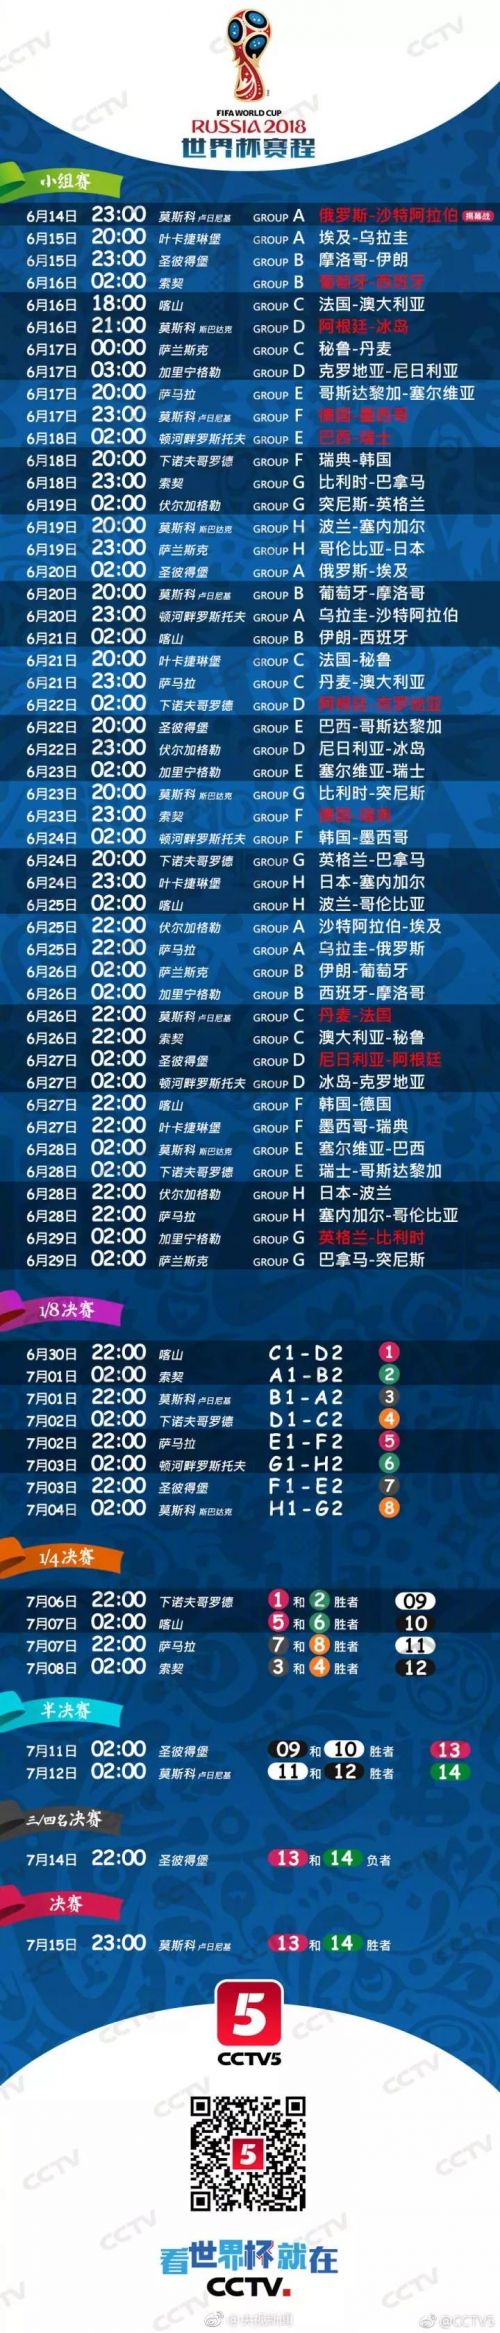 FIFA WORLD CUP
RUSSIA 2018
世界杯赛程
小组赛
6月14日 23:00 莫斯科 卢日尼基 GROUP A 俄罗斯-沙特阿拉伯 揭幕战
6月15日 20:00 叶卡捷琳堡 GROUP A 埃及-乌拉圭
6月15日 23:00 圣彼得堡 GROUP B 摩洛哥-伊朗
6月16日 02:00 索契 GROUP B 葡萄牙-西班牙
6月16日 18:00 喀山 GROUP C 法国-澳大利亚
6月16日 21:00 莫斯科 斯巴达克 GROUP D 阿根廷-冰岛
6月17日 00:00 萨兰斯克 GROUP C 秘鲁-丹麦
6月17日 03:00 加里宁格勒 GROUP D 克罗地亚-尼日利亚
6月17日 20:00 萨马拉 GROUP E 哥斯达黎加-塞尔维亚
6月17日 23:00 莫斯科 卢日尼基 GROUP F 德国-墨西哥
6月18日 02:00 顿河畔罗斯托夫 GROUP E 巴西-瑞士
6月18日 20:00 下诺夫哥罗德 GROUP F 瑞典-韩国
6月18日 23:00 索契 GROUP G 比利时-巴拿马
6月19日 02:00 伏尔加格勒 GROUP G 突尼斯-英格兰
6月19日 20:00 莫斯科 斯巴达克 GROUP H 波兰-塞内加尔
6月19日 23:00 萨兰斯克 GROUP H 哥伦比亚-日本
6月20日 02:00 圣彼得堡 GROUP A 俄罗斯-埃及
6月20日 20:00 莫斯科 卢日尼基 GROUP B 葡萄牙-摩洛哥
6月20日 23:00 顿河畔罗斯托夫 GROUP A 乌拉圭-沙特阿拉伯
6月21日 02:00 喀山 GROUP B 伊朗-西班牙
6月21日 20:00 叶卡捷琳堡 GROUP C 法国-秘鲁
6月21日 23:00 萨马拉 GROUP C 丹麦-澳大利亚
6月22日 02:00 下诺夫哥罗德 GROUP D 阿根廷-克罗地亚
6月22日 20:00 圣彼得堡 GROUP E 巴西-哥斯达黎加
6月22日 23:00 伏尔加格勒 GROUP D 尼日利亚-冰岛
6月23日 02:00 加里宁格勒 GROUP E 塞尔维亚-瑞士
6月23日 20:00 莫斯科 斯巴达克 GROUP G 比利时-突尼斯
6月23日 23:00 索契 GROUP F 德国-瑞典
6月24日 02:00 顿河畔罗斯托夫 GROUP F 韩国-墨西哥
6月24日 20:00 下诺夫哥罗德 GROUP G 英格兰-巴拿马
6月24日 23:00 叶卡捷琳堡 GROUP H 日本-塞内加尔
6月25日 02:00 喀山 GROUP H 波兰-哥伦比亚
6月25日 22:00 伏尔加格勒 GROUP A 沙特阿拉伯-埃及
6月25日 22:00 萨马拉 GROUP A 乌拉圭-俄罗斯
6月26日 02:00 萨兰斯克 GROUP B 伊朗-葡萄牙
6月26日 02:00 加里宁格勒 GROUP B 西班牙-摩洛哥
6月26日 22:00 莫斯科 卢日尼基 GROUP C 丹麦-法国
6月26日 22:00 索契 GROUP C 澳大利亚-秘鲁
6月27日 02:00 圣彼得堡 GROUP D 尼日利亚-阿根廷
6月27日 02:00 顿河畔罗斯托夫 GROUP D 冰岛-克罗地亚
6月27日 22:00 喀山 GROUP F 韩国-德国
6月27日 22:00 叶卡捷琳堡 GROUP F 墨西哥-瑞典
6月28日 02:00 莫斯科 斯巴达克 GROUP E 塞尔维亚-巴西
6月28日 02:00 下诺夫哥罗德 GROUP E 瑞士-哥斯达黎加
6月28日 22:00 伏尔加格勒 GROUP H 日本-波兰
6月28日 22:00 萨马拉 GROUP H 塞内加尔-哥伦比亚
6月29日 02:00 加里宁格勒 GROUP G 英格兰-比利时
6月29日 02:00 萨兰斯克 GROUP G 巴拿马-突尼斯
1/8决赛
6月30日 22:00 喀山 C1-D2 1
7月01日 02:00 索契 A1-B2 2
7月01日 22:00 莫斯科 卢日尼基 B1-A2 3
7月02日 02:00 下诺夫哥罗德 D1-C2 4
7月02日 22:00 萨马拉 E1-F2 5
7月03日 02:00 顿河畔罗斯托夫 G1-H2 6
7月03日 22:00 圣彼得堡 F1-E2 7
7月04日 02:00 莫斯科 斯巴达克 H1-G2 8
1/4决赛
7月06日 22:00 下诺夫哥罗德 1 和 2 胜者 09
7月07日 02:00 喀山 5 和 6 胜者 10
7月07日 22:00 萨马拉 7 和 8 胜者 11
7月08日 02:00 索契 3 和 4 胜者 12
半决赛
7月11日 02:00 圣彼得堡 09 和 10 胜者 13
7月12日 02:00 莫斯科 卢日尼基 11 和 12 胜者 14
三/四名决赛
7月14日 22:00 圣彼得堡 13 和 14 负者
决赛
7月15日 23:00 莫斯科 卢日尼基 13 和 14 胜者
5
CCTV5
5
看世界杯就在
CCTV.
@央视新闻 @CCTV5